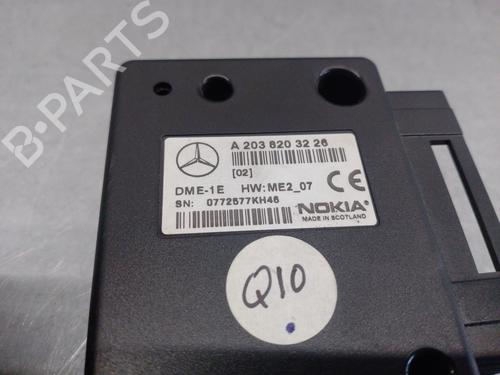 A 203 820 32 26
[02]
DME-1E HW: ME2_07 CE
SN: 0772577KH46 NOKIA
MADE IN SCOTLAND
Q10
B-PARTS